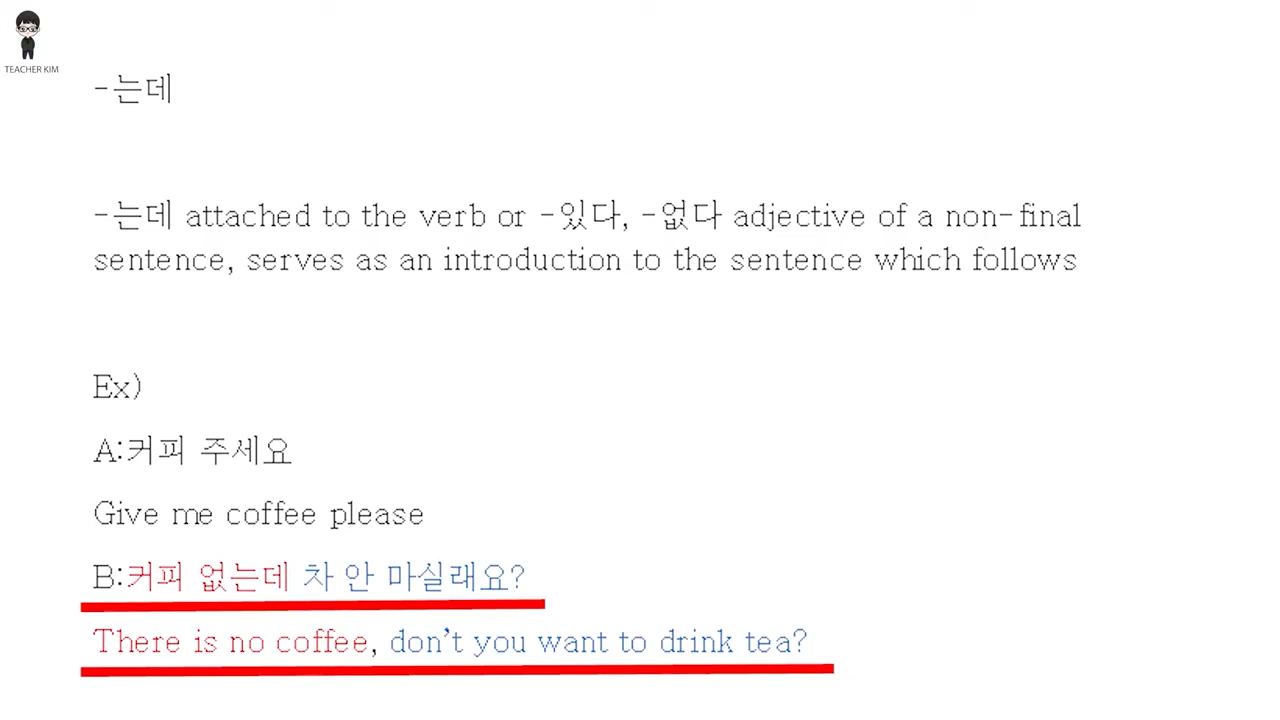 TEACHER KIM
-는데
-는데 attached to the verb or -있다, -없다 adjective of a non-final
sentence, serves as an introduction to the sentence which follows
Ex)
A:커피 주세요
Give me coffee please
B:커피 없는데 차 안 마실래요?
There is no coffee, don't you want to drink tea?